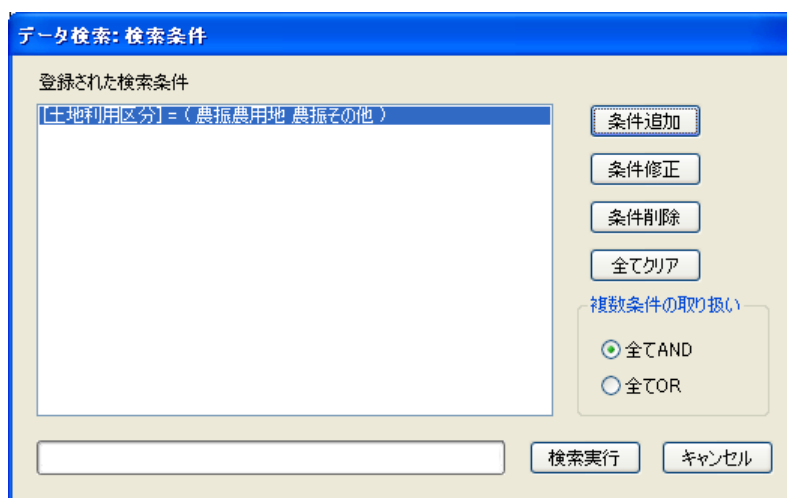 データ検索: 検索条件
登録された検索条件
[土地利用区分] = ( 農振農用地 農振その他 )
条件追加
条件修正
条件削除
全てクリア
複数条件の取り扱い
全てAND
全てOR
検索実行
キャンセル